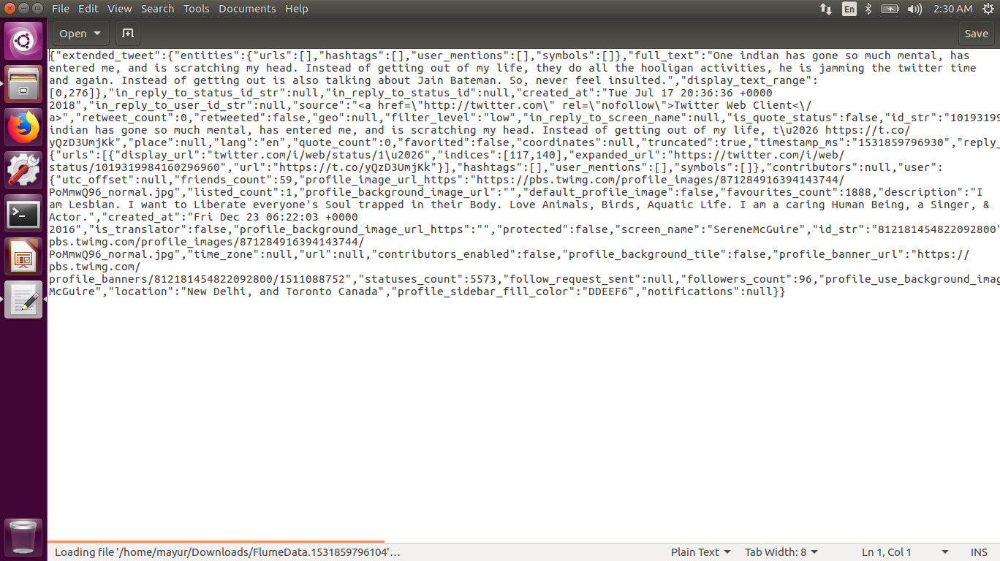 File Edit View Search Tools Documents Help
En 2:30 AM
Open Save
{"extended_tweet":{"entities":{"urls":[],"hashtags":[],"user_mentions":[],"symbols":[]},"full_text":"One indian has gone so much mental, has
entered me, and is scratching my head. Instead of getting out of my life, they do all the hooligan activities, he is jamming the twitter time
and again. Instead of getting out is also talking about Jain Bateman. So, never feel insulted.","display_text_range":
[0,276]},"in_reply_to_status_id_str":null,"in_reply_to_status_id":null,"created_at":"Tue Jul 17 20:36:36 +0000
2018","in_reply_to_user_id_str":null,"source":"<a href=\"http://twitter.com\" rel=\"nofollow\">Twitter Web Client<\/
a>","retweet_count":0,"retweeted":false,"geo":null,"filter_level":"low","in_reply_to_screen_name":null,"is_quote_status":false,"id_str":"1019319
indian has gone so much mental, has entered me, and is scratching my head. Instead of getting out of my life, t\u2026 https://t.co/
yQzD3UmjKk","place":null,"lang":"en","quote_count":0,"favorited":false,"coordinates":null,"truncated":true,"timestamp_ms":"1531859796930","reply_
{"urls":[{"display_url":"twitter.com/i/web/status/1\u2026","indices":[117,140],"expanded_url":"https://twitter.com/i/web/
status/1019319984160296960","url":"https://t.co/yQzD3UmjKk"}],"hashtags":[],"user_mentions":[],"symbols":[]},"contributors":null,"user":
{"utc_offset":null,"friends_count":59,"profile_image_url_https":"https://pbs.twimg.com/profile_images/871284916394143744/
PoMmwQ96_normal.jpg","listed_count":1,"profile_background_image_url":"","default_profile_image":false,"favourites_count":1888,"description":"I
am Lesbian. I want to Liberate everyone's Soul trapped in their Body. Love Animals, Birds, Aquatic Life. I am a caring Human Being, a Singer, &
Actor.","created_at":"Fri Dec 23 06:22:03 +0000
2016","is_translator":false,"profile_background_image_url_https":"","protected":false,"screen_name":"SereneMcGuire","id_str":"812181454822092800"
pbs.twimg.com/profile_images/871284916394143744/
PoMmwQ96_normal.jpg","time_zone":null,"url":null,"contributors_enabled":false,"profile_background_tile":false,"profile_banner_url":"https://
pbs.twimg.com/
profile_banners/812181454822092800/1511088752","statuses_count":5573,"follow_request_sent":null,"followers_count":96,"profile_use_background_imag
McGuire","location":"New Delhi, and Toronto Canada","profile_sidebar_fill_color":"DDEEF6","notifications":null}}
Loading file '/home/mayur/Downloads/FlumeData.1531859796104'… Plain Text Tab Width: 8 Ln 1, Col 1 INS